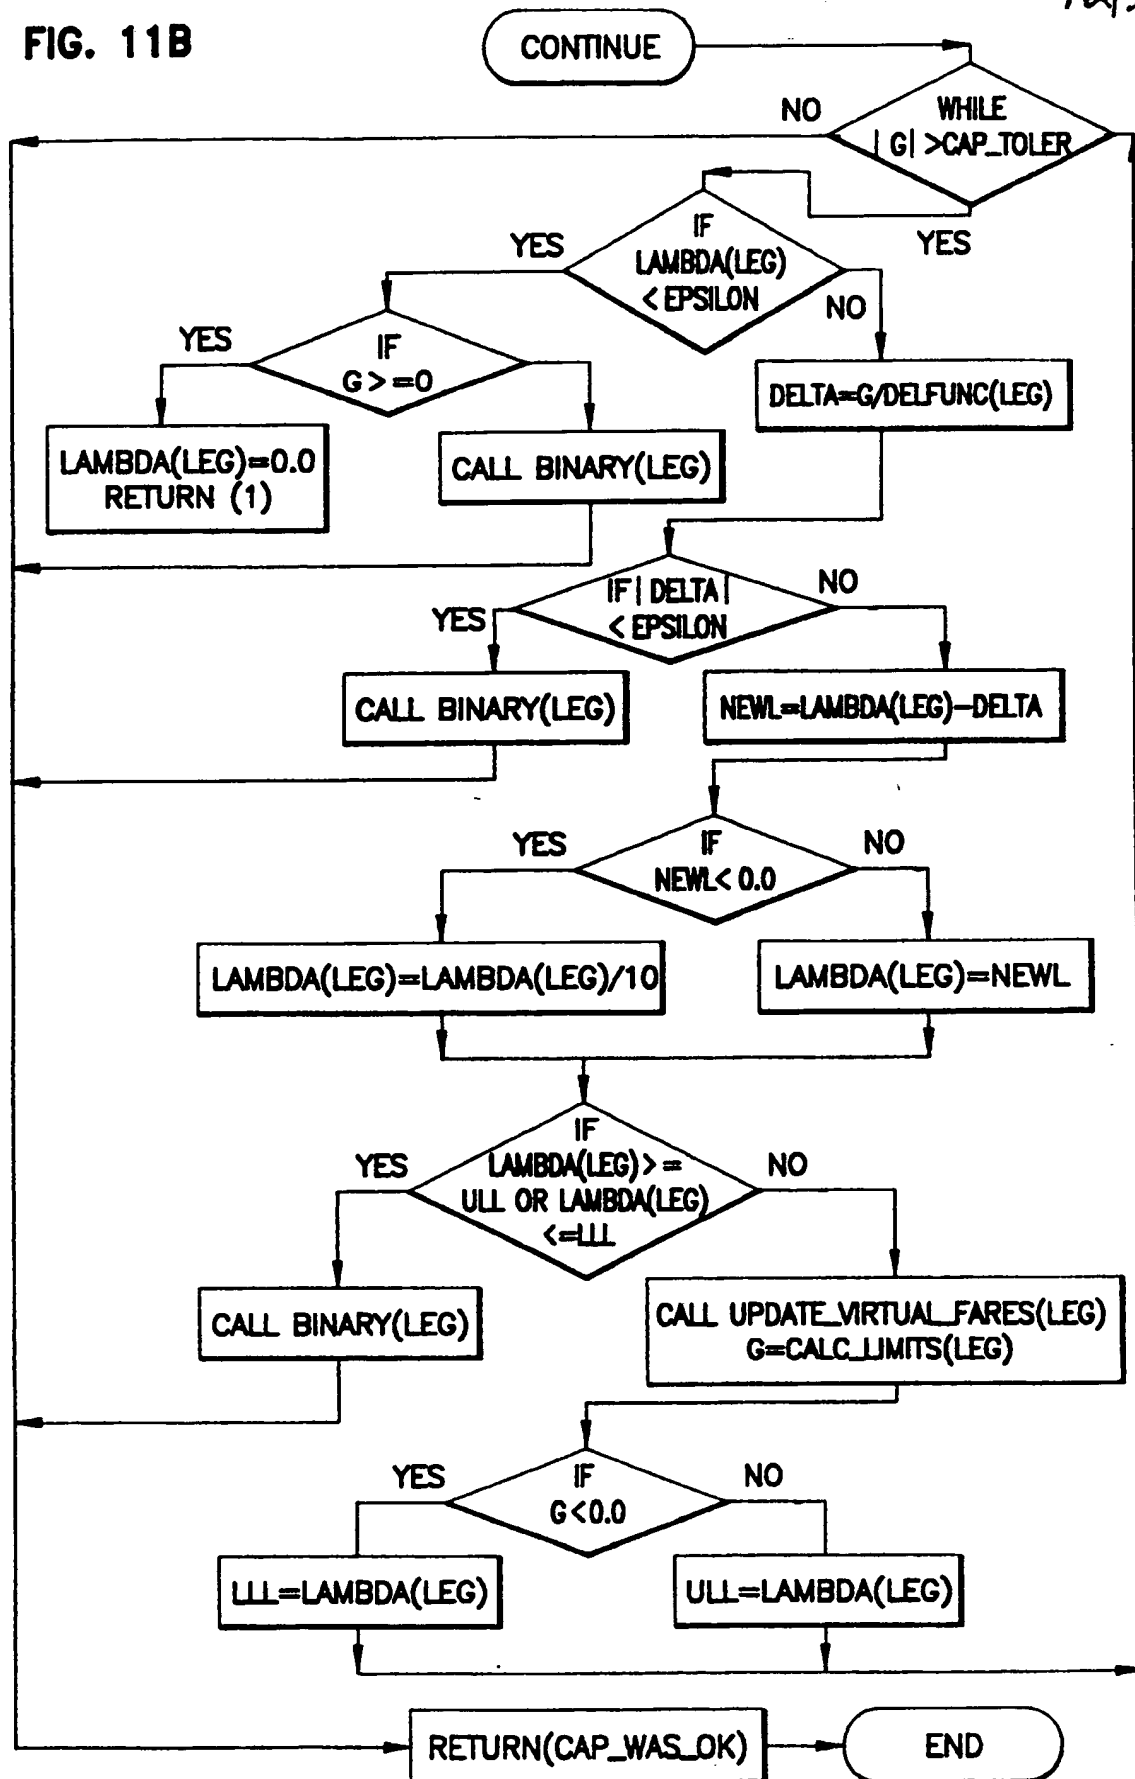 FIG. 11B
CONTINUE
NO
WHILE
| G| >CAP_TOLER
YES
IF
LAMBDA(LEG)
< EPSILON
YES
NO
IF
G > =0
YES
DELTA=G/DELFUNC(LEG)
LAMBDA(LEG)=0.0
RETURN (1)
CALL BINARY(LEG)
IF| DELTA|
< EPSILON
YES
NO
CALL BINARY(LEG)
NEWL=LAMBDA(LEG)-DELTA
YES
IF
NEWL< 0.0
NO
LAMBDA(LEG)=LAMBDA(LEG)/10
LAMBDA(LEG)=NEWL
IF
YES
LAMBDA(LEG) > =
NO
ULL OR LAMBDA(LEG)
<=LLL
CALL BINARY(LEG)
CALL UPDATE_VIRTUAL_FARES(LEG)
G=CALC_LIMITS(LEG)
YES
IF
G<0.0
NO
LLL=LAMBDA(LEG)
ULL=LAMBDA(LEG)
RETURN(CAP_WAS_OK)
END